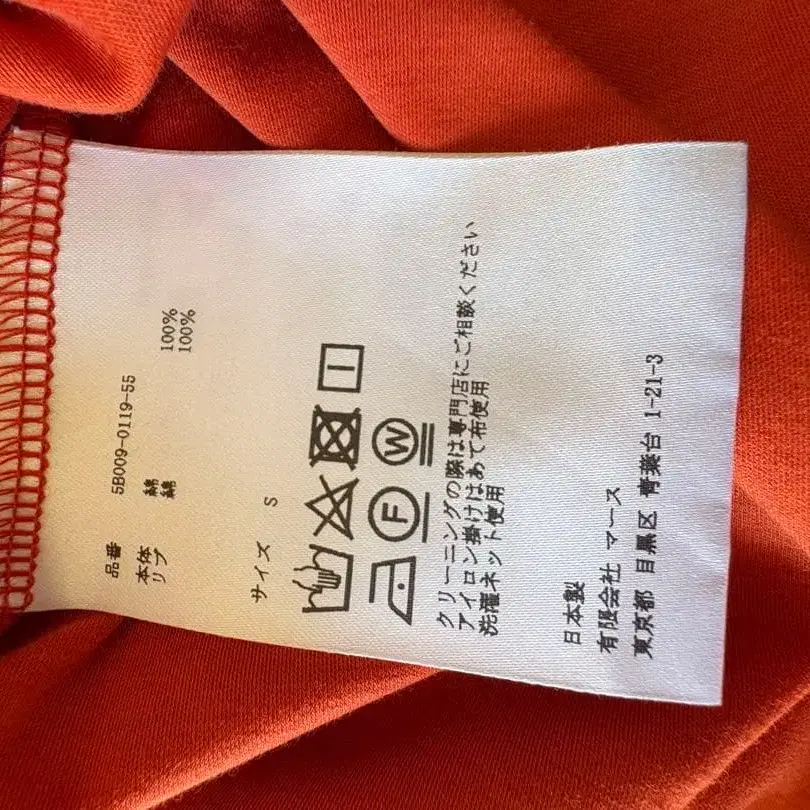 品番 5B009-0119-55
本体 綿 100%
リブ 綿 100%
サイズ S
F W
クリーニングの際は専門店にご相談ください
アイロン掛けはあて布使用
洗濯ネット使用
日本製
有限会社 マース
東京都 目黒区 青葉台 1-21-3